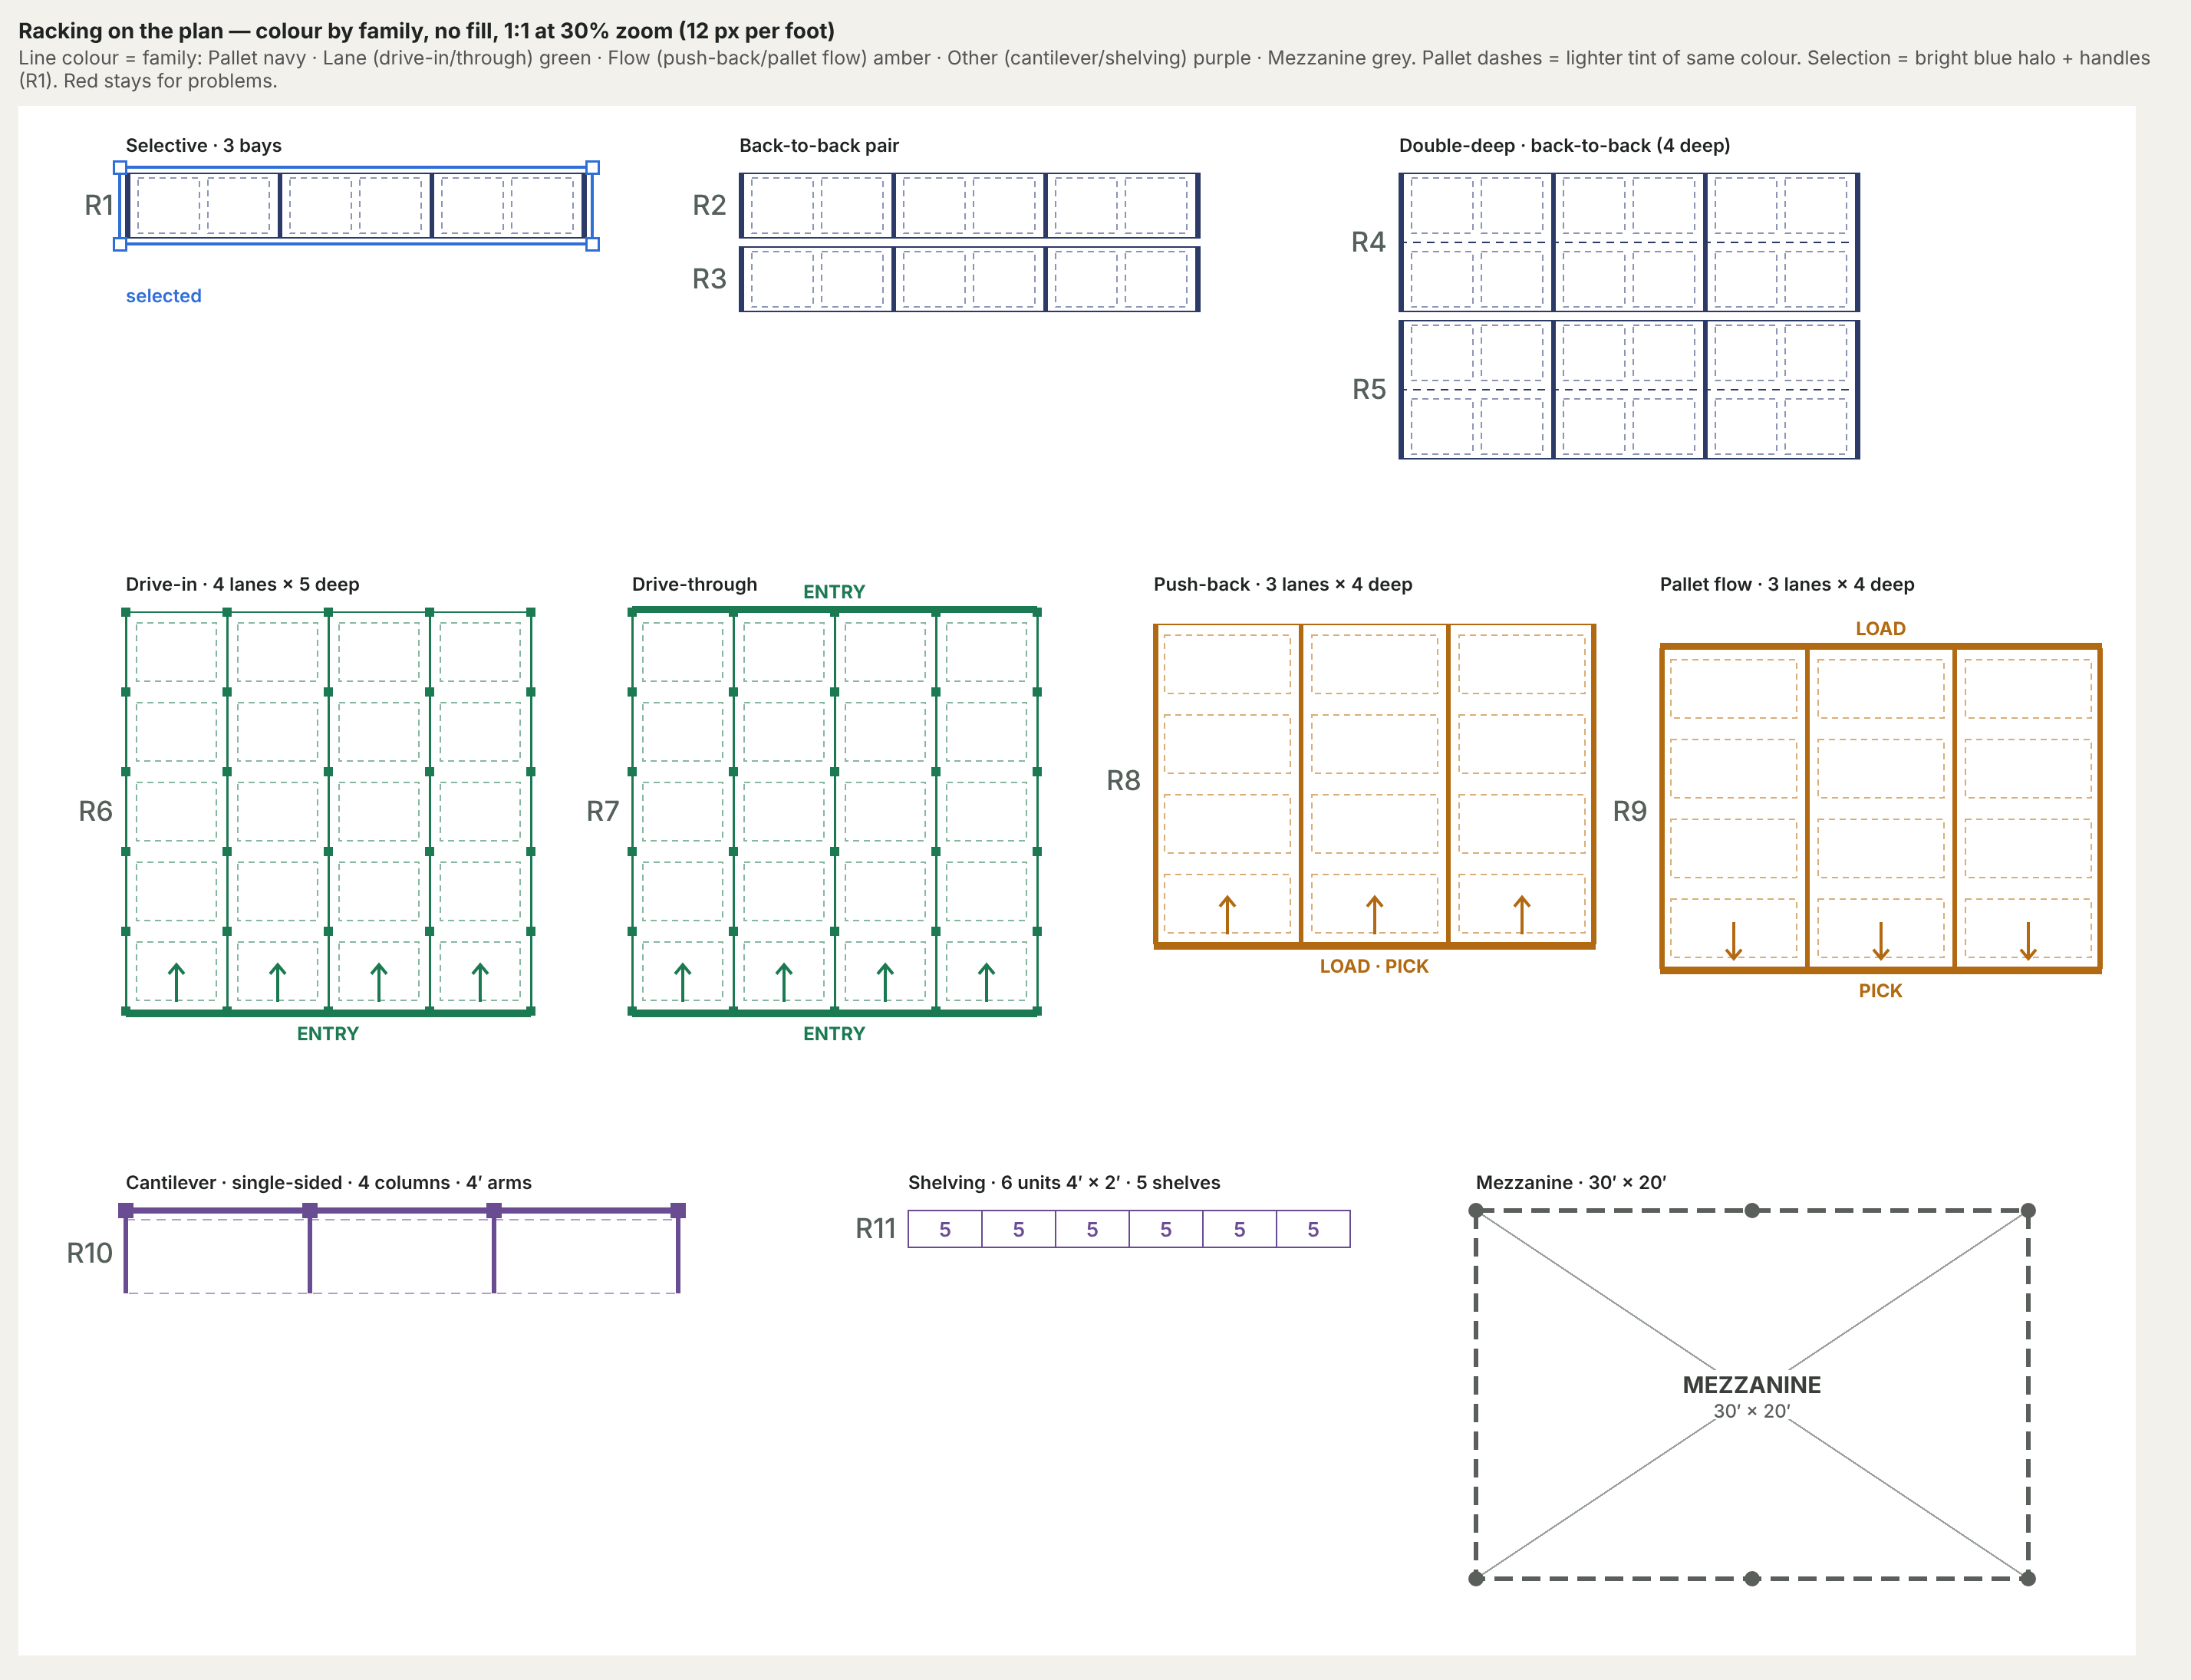 Racking on the plan — colour by family, no fill, 1:1 at 30% zoom (12 px per foot)
Line colour = family: Pallet navy · Lane (drive-in/through) green · Flow (push-back/pallet flow) amber · Other (cantilever/shelving) purple · Mezzanine grey. Pallet dashes = lighter tint of same colour. Selection = bright blue halo + handles
(R1). Red stays for problems.
Selective · 3 bays
R1
selected
Back-to-back pair
R2
R3
Double-deep · back-to-back (4 deep)
R4
R5
Drive-in · 4 lanes × 5 deep
R6
ENTRY
Drive-through
ENTRY
R7
ENTRY
Push-back · 3 lanes × 4 deep
R8
LOAD · PICK
Pallet flow · 3 lanes × 4 deep
LOAD
R9
PICK
Cantilever · single-sided · 4 columns · 4′ arms
R10
Shelving · 6 units 4′ × 2′ · 5 shelves
R11 5 5 5 5 5 5
Mezzanine · 30′ × 20′
MEZZANINE
30′ × 20′